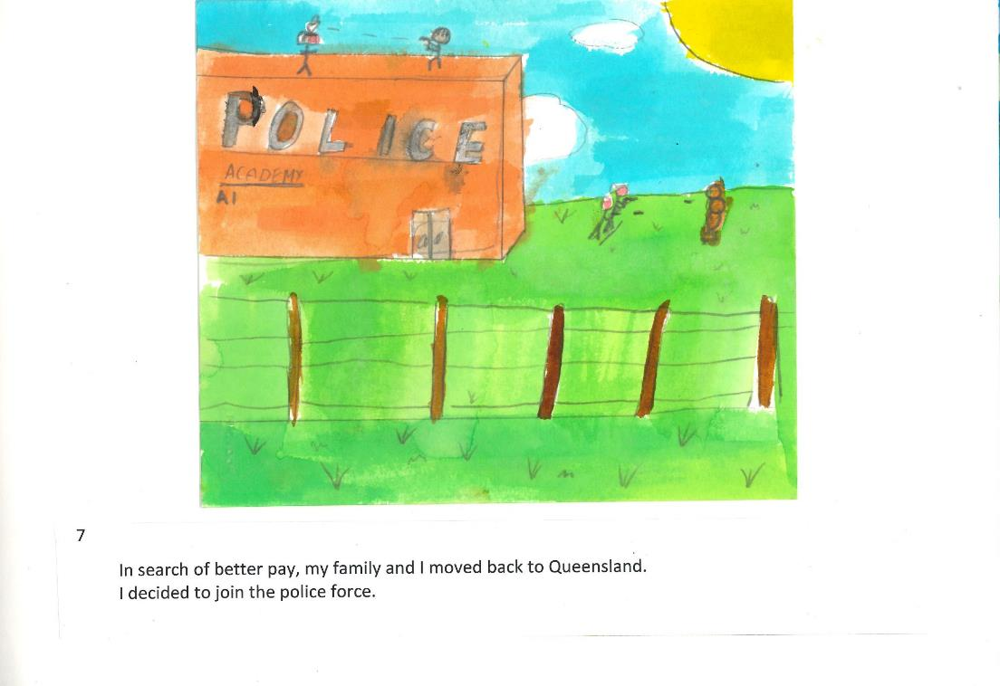 POLICE
ACADEMY
A1
7
In search of better pay, my family and I moved back to Queensland.
I decided to join the police force.